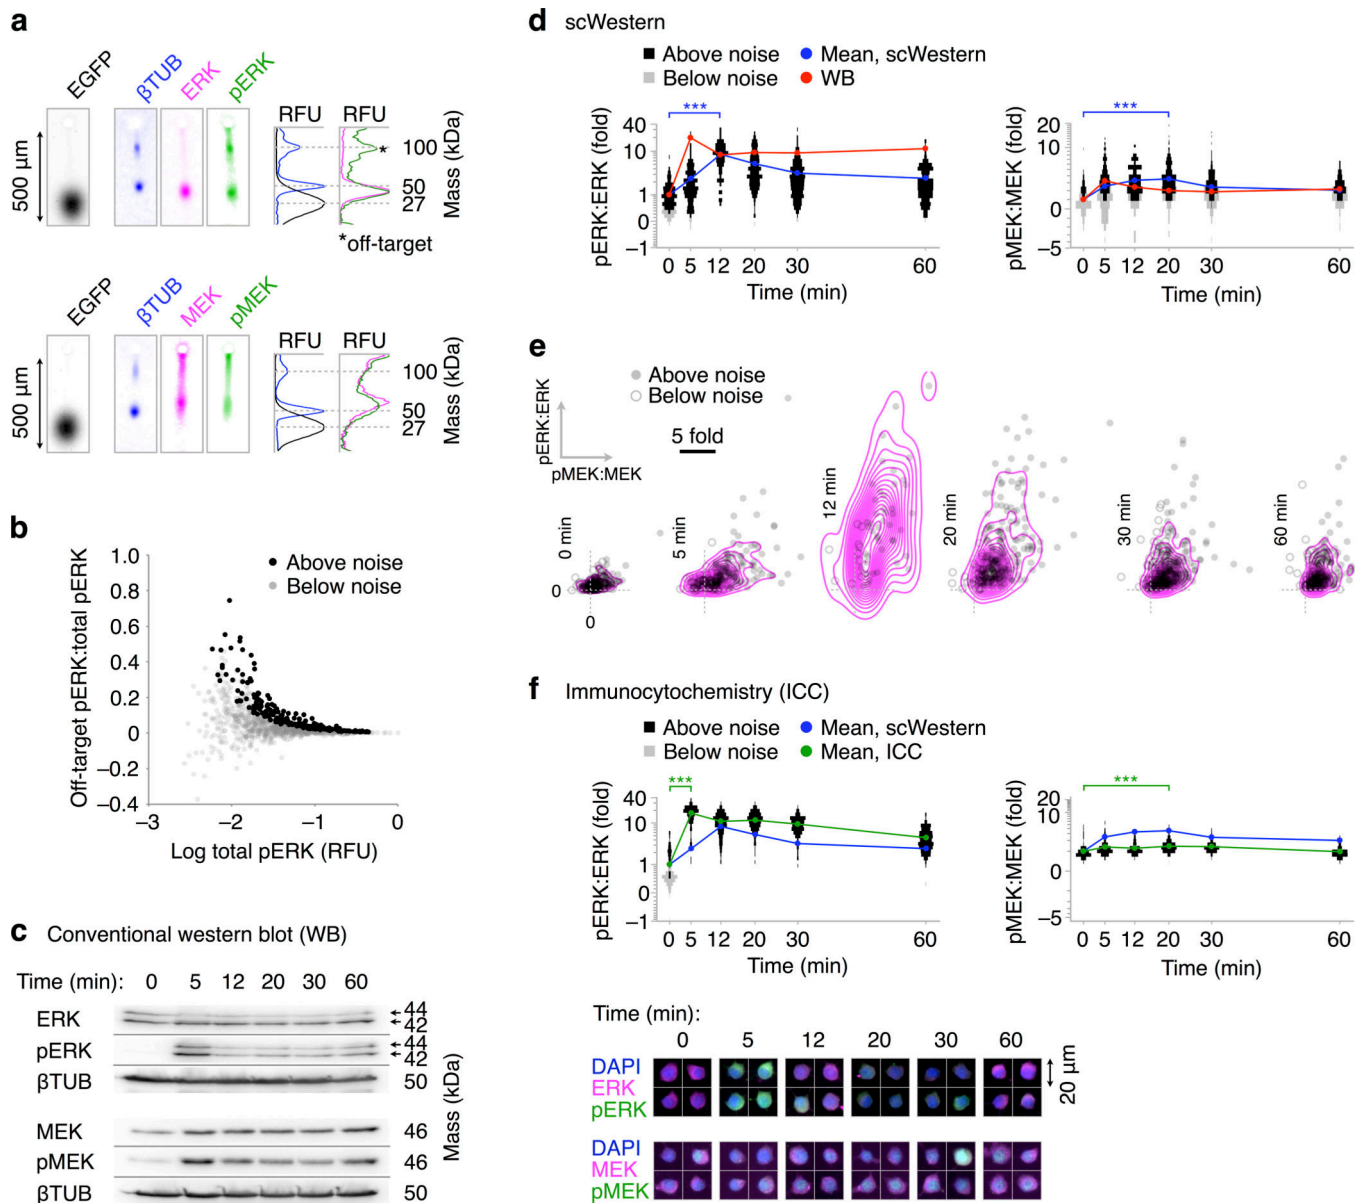 a
EGFP
βTUB
ERK
pERK
RFU
RFU
500 µm
100
50
27
Mass (kDa)
*
*off-target
EGFP
βTUB
MEK
pMEK
RFU
RFU
500 µm
100
50
27
Mass (kDa)
b
Off-target pERK:total pERK
1.0
0.8
0.6
0.4
0.2
0
−0.2
−0.4
Above noise
Below noise
−3
−2
−1
0
Log total pERK (RFU)
c Conventional western blot (WB)
Time (min): 0 5 12 20 30 60
ERK 44
42
pERK 44
42
βTUB 50
MEK 46
pMEK 46
βTUB 50
Mass (kDa)
d scWestern
Above noise Mean, scWestern
Below noise WB
pERK:ERK (fold)
40
10
1
0
−1
***
0 5 12 20 30 60
Time (min)
pMEK:MEK (fold)
20
10
0
−5
***
0 5 12 20 30 60
Time (min)
e
Above noise
Below noise
pERK:ERK
pMEK:MEK
5 fold
0 min
0
0
5 min
12 min
20 min
30 min
60 min
f Immunocytochemistry (ICC)
Above noise Mean, scWestern
Below noise Mean, ICC
pERK:ERK (fold)
40
10
1
0
−1
***
0 5 12 20 30 60
Time (min)
pMEK:MEK (fold)
20
10
0
−5
***
0 5 12 20 30 60
Time (min)
Time (min):
0 5 12 20 30 60
DAPI
ERK
pERK
20 µm
DAPI
MEK
pMEK